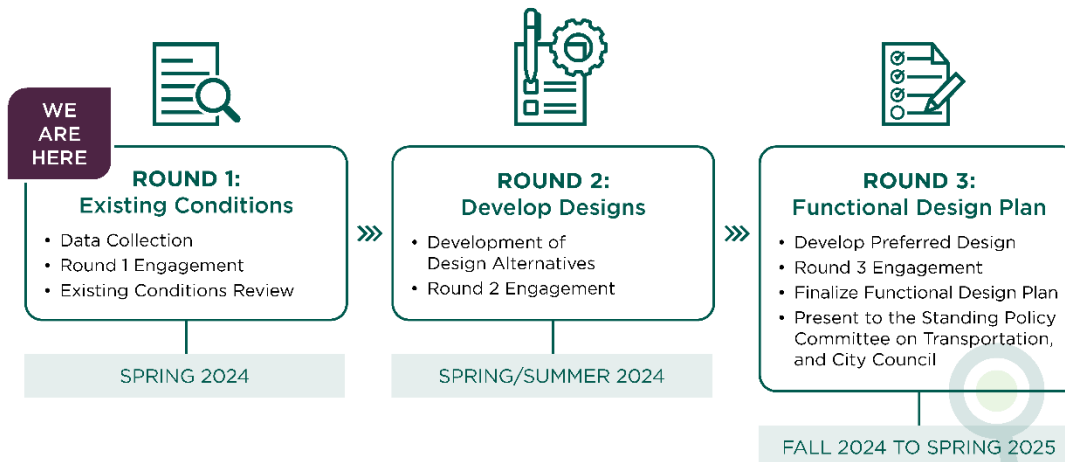 WE
ARE
HERE
ROUND 1:
Existing Conditions
• Data Collection
• Round 1 Engagement
• Existing Conditions Review
SPRING 2024
ROUND 2:
Develop Designs
• Development of
Design Alternatives
• Round 2 Engagement
SPRING/SUMMER 2024
ROUND 3:
Functional Design Plan
• Develop Preferred Design
• Round 3 Engagement
• Finalize Functional Design Plan
• Present to the Standing Policy
Committee on Transportation,
and City Council
FALL 2024 TO SPRING 2025